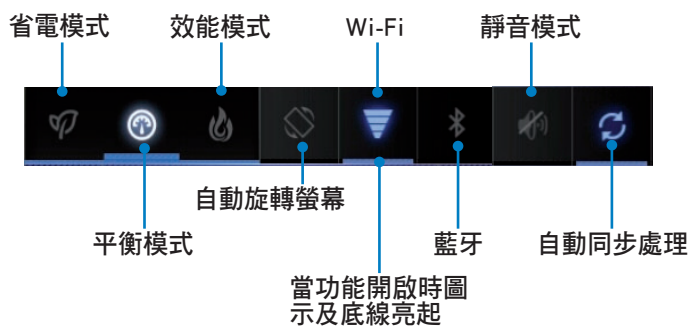 省電模式
效能模式
Wi-Fi
靜音模式
自動旋轉螢幕
平衡模式
藍牙
自動同步處理
當功能開啟時圖
示及底線亮起